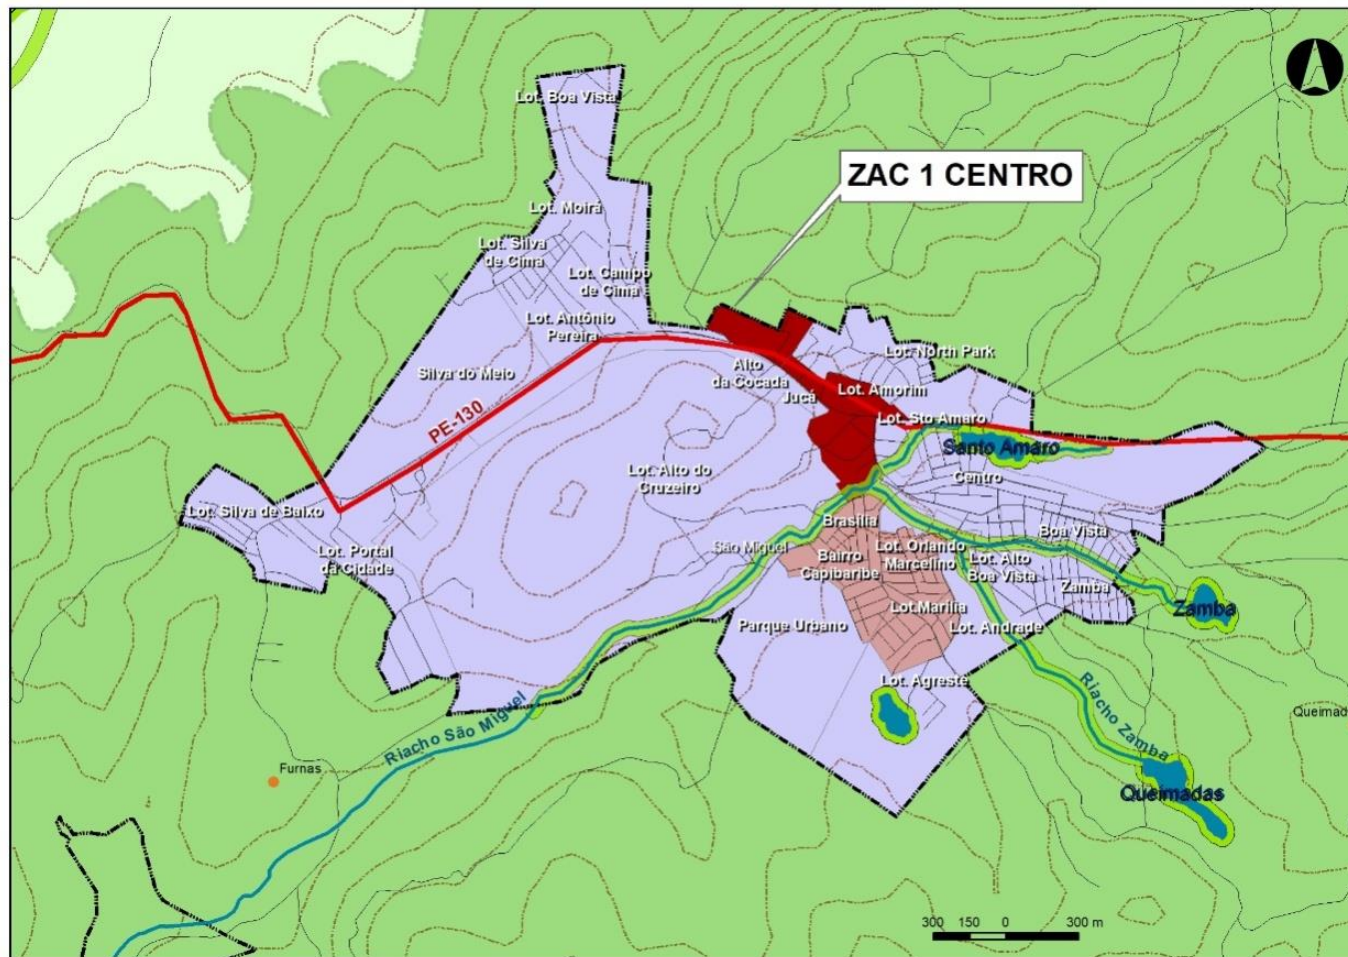 Lot. Boa Vista
ZAC 1 CENTRO
Lot. Moirá
Lot. Silva
de Cima
Lot. Campo
de Cima
Lot. Antônio
Pereira
Lot. North Park
Alto
da Cocada
Silva do Meio
Jucá
Lot. Amorim
PE-130
Lot. Sto Amaro
Santo Amaro
Lot. Alto do
Cruzeiro
Centro
Lot. Silva de Baixo
Brasília
Boa Vista
São Miguel
Lot. Portal
da Cidade
Bairro
Capibaribe
Lot. Orlando
Marcelino
Lot. Alto
Boa Vista
Zamba
Lot.Marília
Zamba
Parque Urbano
Lot. Andrade
Lot. Agreste
Riacho São Miguel
Riacho Zamba
Queimad
Furnas
Queimadas
300 150 0 300 m